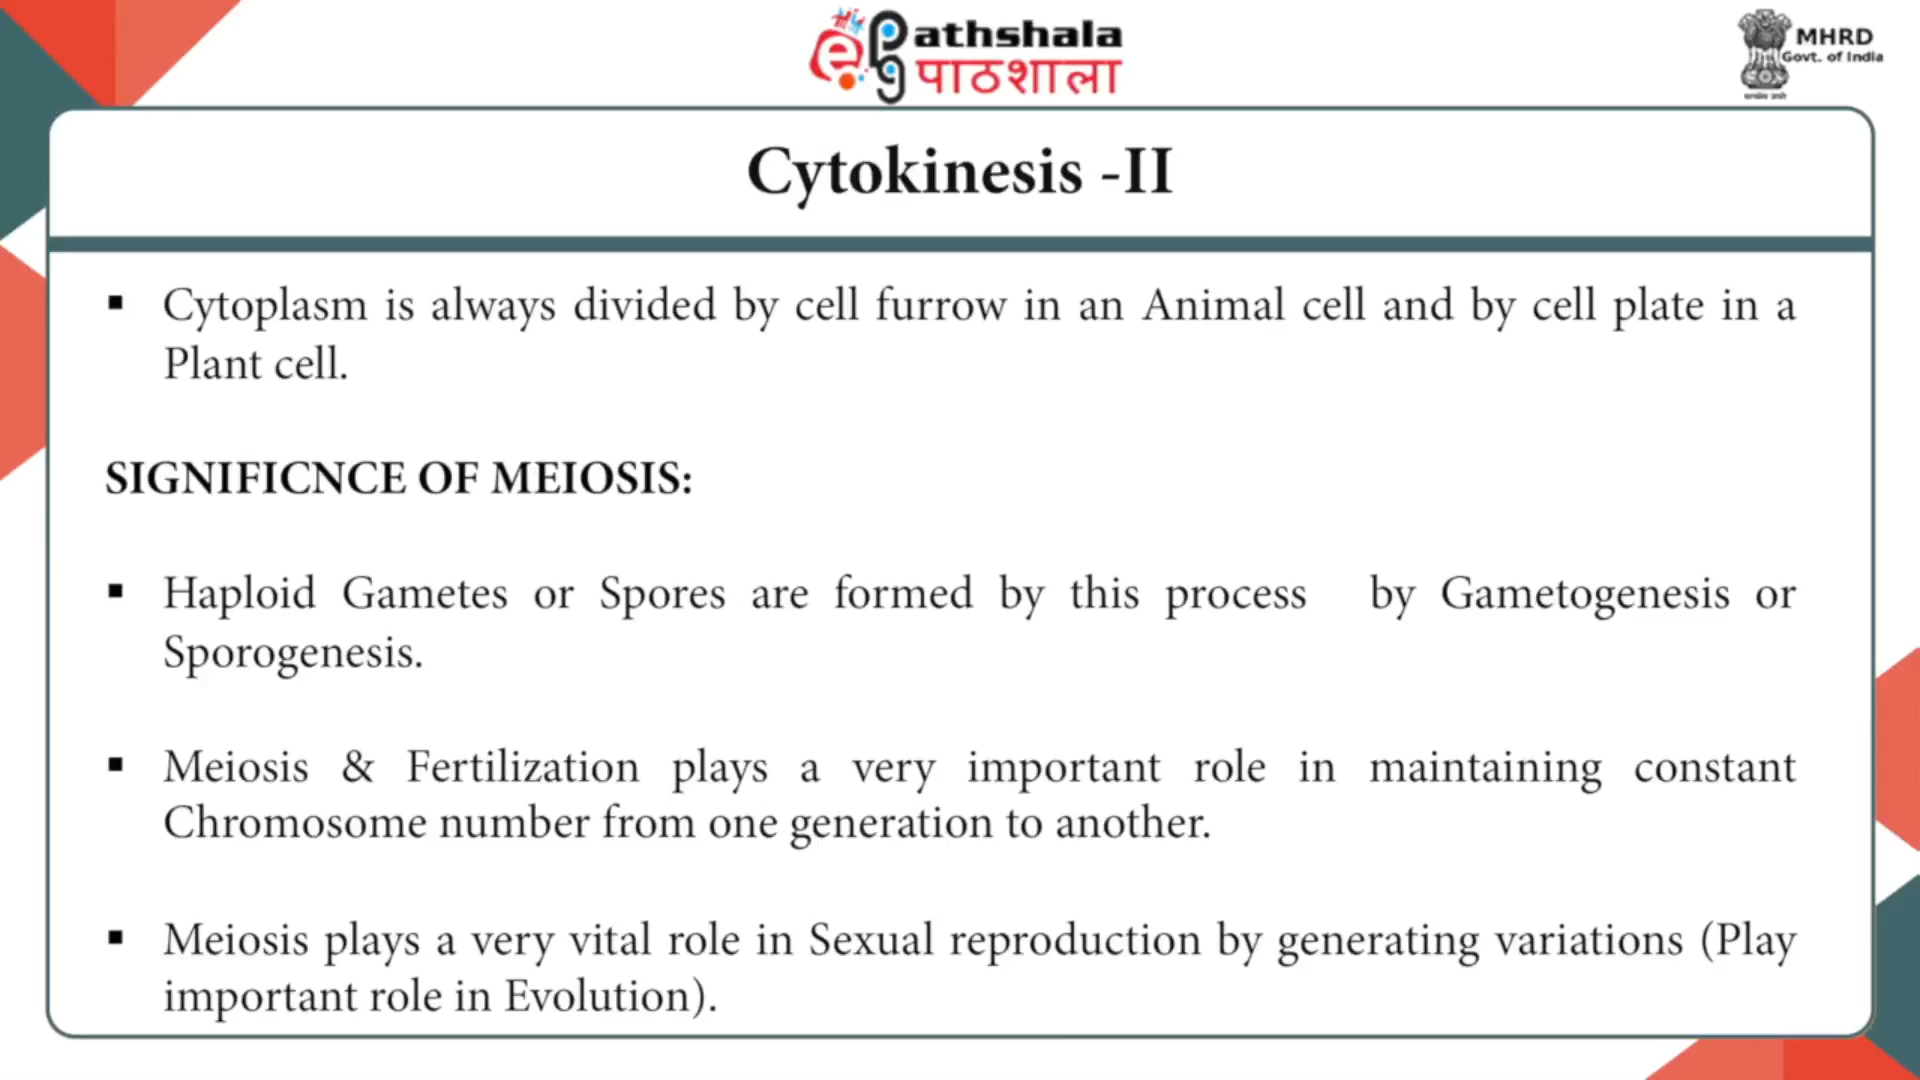 ePathshala
पाठशाला
MHRD
Govt. of India
Cytokinesis -II
▪ Cytoplasm is always divided by cell furrow in an Animal cell and by cell plate in a
Plant cell.
SIGNIFICNCE OF MEIOSIS:
▪ Haploid Gametes or Spores are formed by this process by Gametogenesis or
Sporogenesis.
▪ Meiosis & Fertilization plays a very important role in maintaining constant
Chromosome number from one generation to another.
▪ Meiosis plays a very vital role in Sexual reproduction by generating variations (Play
important role in Evolution).